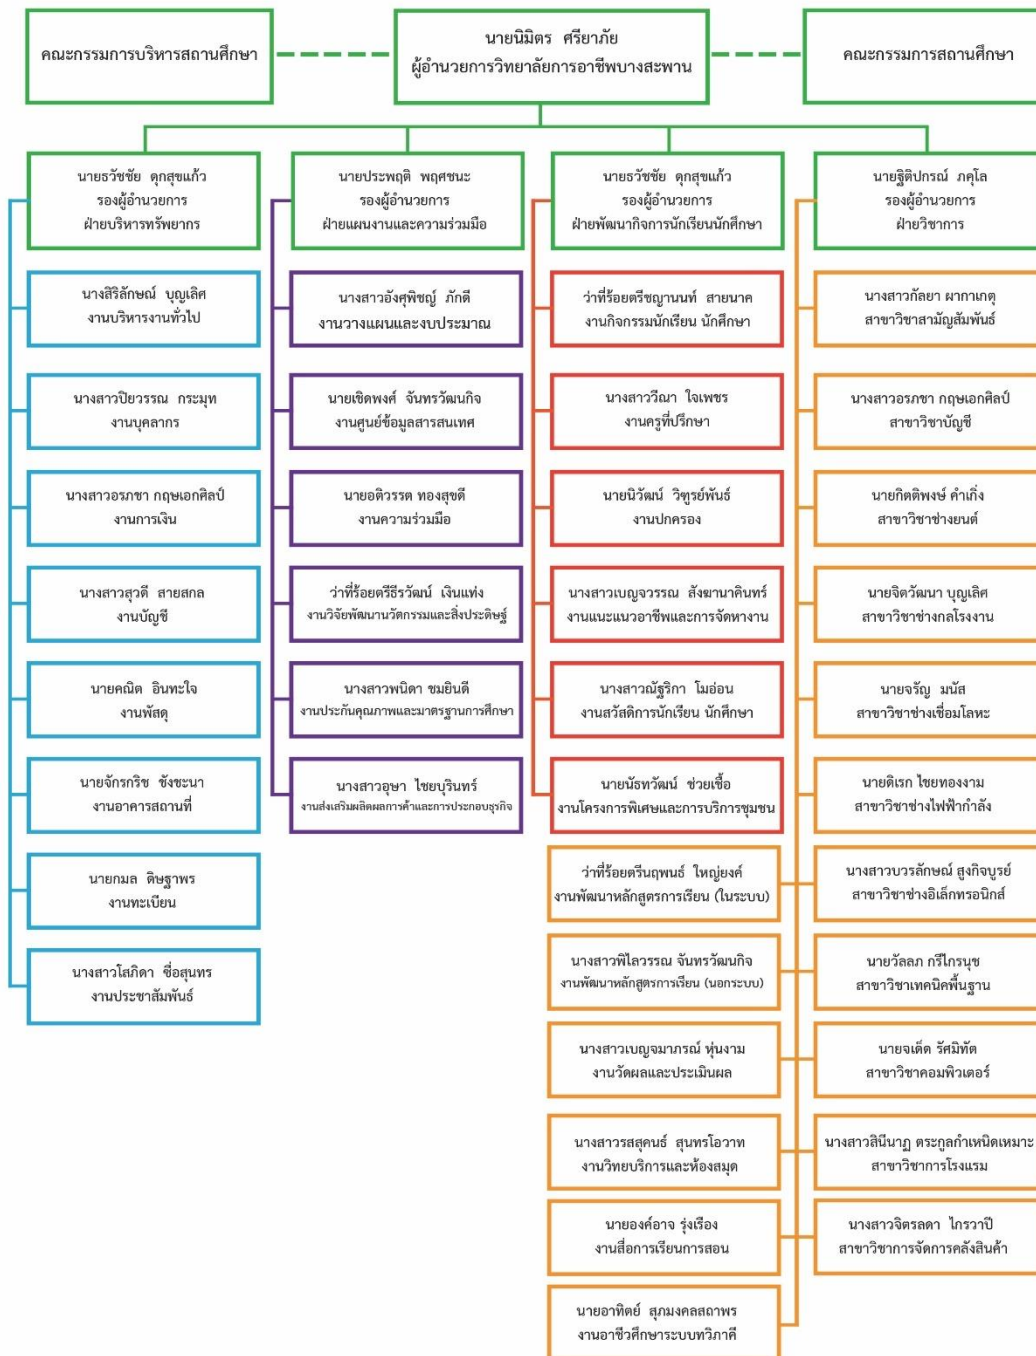 คณะกรรมการบริหารสถานศึกษา
นายนิมิตร ศรียาภัย
ผู้อำนวยการวิทยาลัยการอาชีพบางสะพาน
คณะกรรมการสถานศึกษา
นายธวัชชัย ดุกสุขแก้ว
รองผู้อำนวยการ
ฝ่ายบริหารทรัพยากร
นายประพฤติ พฤศชนะ
รองผู้อำนวยการ
ฝ่ายแผนงานและความร่วมมือ
นายธวัชชัย ดุกสุขแก้ว
รองผู้อำนวยการ
ฝ่ายพัฒนากิจการนักเรียนนักศึกษา
นายฐิติปกรณ์ ภคุโล
รองผู้อำนวยการ
ฝ่ายวิชาการ
นางสิริลักษณ์ บุญเลิศ
งานบริหารงานทั่วไป
นางสาวปิยวรรณ กระมุท
งานบุคลากร
นางสาวอรภชา กฤษเอกศิลป์
งานการเงิน
นางสาวสุวดี สายสกล
งานบัญชี
นายคณิต อินทะใจ
งานพัสดุ
นายจักรกริช ชังชะนา
งานอาคารสถานที่
นายกมล ดิษฐาพร
งานทะเบียน
นางสาวโสภิดา ชื่อสุนทร
งานประชาสัมพันธ์
นางสาวอังศุพิชญ์ ภักดี
งานวางแผนและงบประมาณ
นายเชิดพงศ์ จันทรวัฒนกิจ
งานศูนย์ข้อมูลสารสนเทศ
นายอติวรรต ทองสุขดี
งานความร่วมมือ
ว่าที่ร้อยตรีธีรวัฒน์ เงินแท่ง
งานวิจัยพัฒนานวัตกรรมและสิ่งประดิษฐ์
นางสาวพนิดา ชมยินดี
งานประกันคุณภาพและมาตรฐานการศึกษา
นางสาวอุษา ไชยบุรินทร์
งานส่งเสริมผลิตผลการค้าและการประกอบธุรกิจ
ว่าที่ร้อยตรีชญานนท์ สายนาค
งานกิจกรรมนักเรียน นักศึกษา
นางสาววีณา ใจเพชร
งานครูที่ปรึกษา
นายนิวัฒน์ วิฑูรย์พันธ์
งานปกครอง
นางสาวเบญจวรรณ สังฆานาคินทร์
งานแนะแนวอาชีพและการจัดหางาน
นางสาวณัฐริกา โมอ่อน
งานสวัสดิการนักเรียน นักศึกษา
นายนัธทวัฒน์ ช่วยเชื้อ
งานโครงการพิเศษและการบริการชุมชน
ว่าที่ร้อยตรีนฤพนธ์ ใหญ่ยงค์
งานพัฒนาหลักสูตรการเรียน (ในระบบ)
นางสาวพิไลวรรณ จันทรวัฒนกิจ
งานพัฒนาหลักสูตรการเรียน (นอกระบบ)
นางสาวเบญจมาภรณ์ หุ่นงาม
งานวัดผลและประเมินผล
นางสาวรสสุคนธ์ สุนทรโอวาท
งานวิทยบริการและห้องสมุด
นายองค์อาจ รุ่งเรือง
งานสื่อการเรียนการสอน
นายอาทิตย์ สุภมงคลสถาพร
งานอาชีวศึกษาระบบทวิภาคี
นางสาวกัลยา ผากาเกตุ
สาขาวิชาสามัญสัมพันธ์
นางสาวอรภชา กฤษเอกศิลป์
สาขาวิชาบัญชี
นายกิตติพงษ์ คำเกิ่ง
สาขาวิชาช่างยนต์
นายจิตวัฒนา บุญเลิศ
สาขาวิชาช่างกลโรงงาน
นายจรัญ มนัส
สาขาวิชาช่างเชื่อมโลหะ
นายดิเรก ไชยทองงาม
สาขาวิชาช่างไฟฟ้ากำลัง
นางสาวบวรลักษณ์ สูงกิจบูรย์
สาขาวิชาช่างอิเล็กทรอนิกส์
นายวัลลภ กรีไกรนุช
สาขาวิชาเทคนิคพื้นฐาน
นายจเด็ด รัศมิทัต
สาขาวิชาคอมพิวเตอร์
นางสาวสินีนาฏ ตระกูลกำเหนิดเหมาะ
สาขาวิชาการโรงแรม
นางสาวจิตรลดา ไกรวาปี
สาขาวิชาการจัดการคลังสินค้า